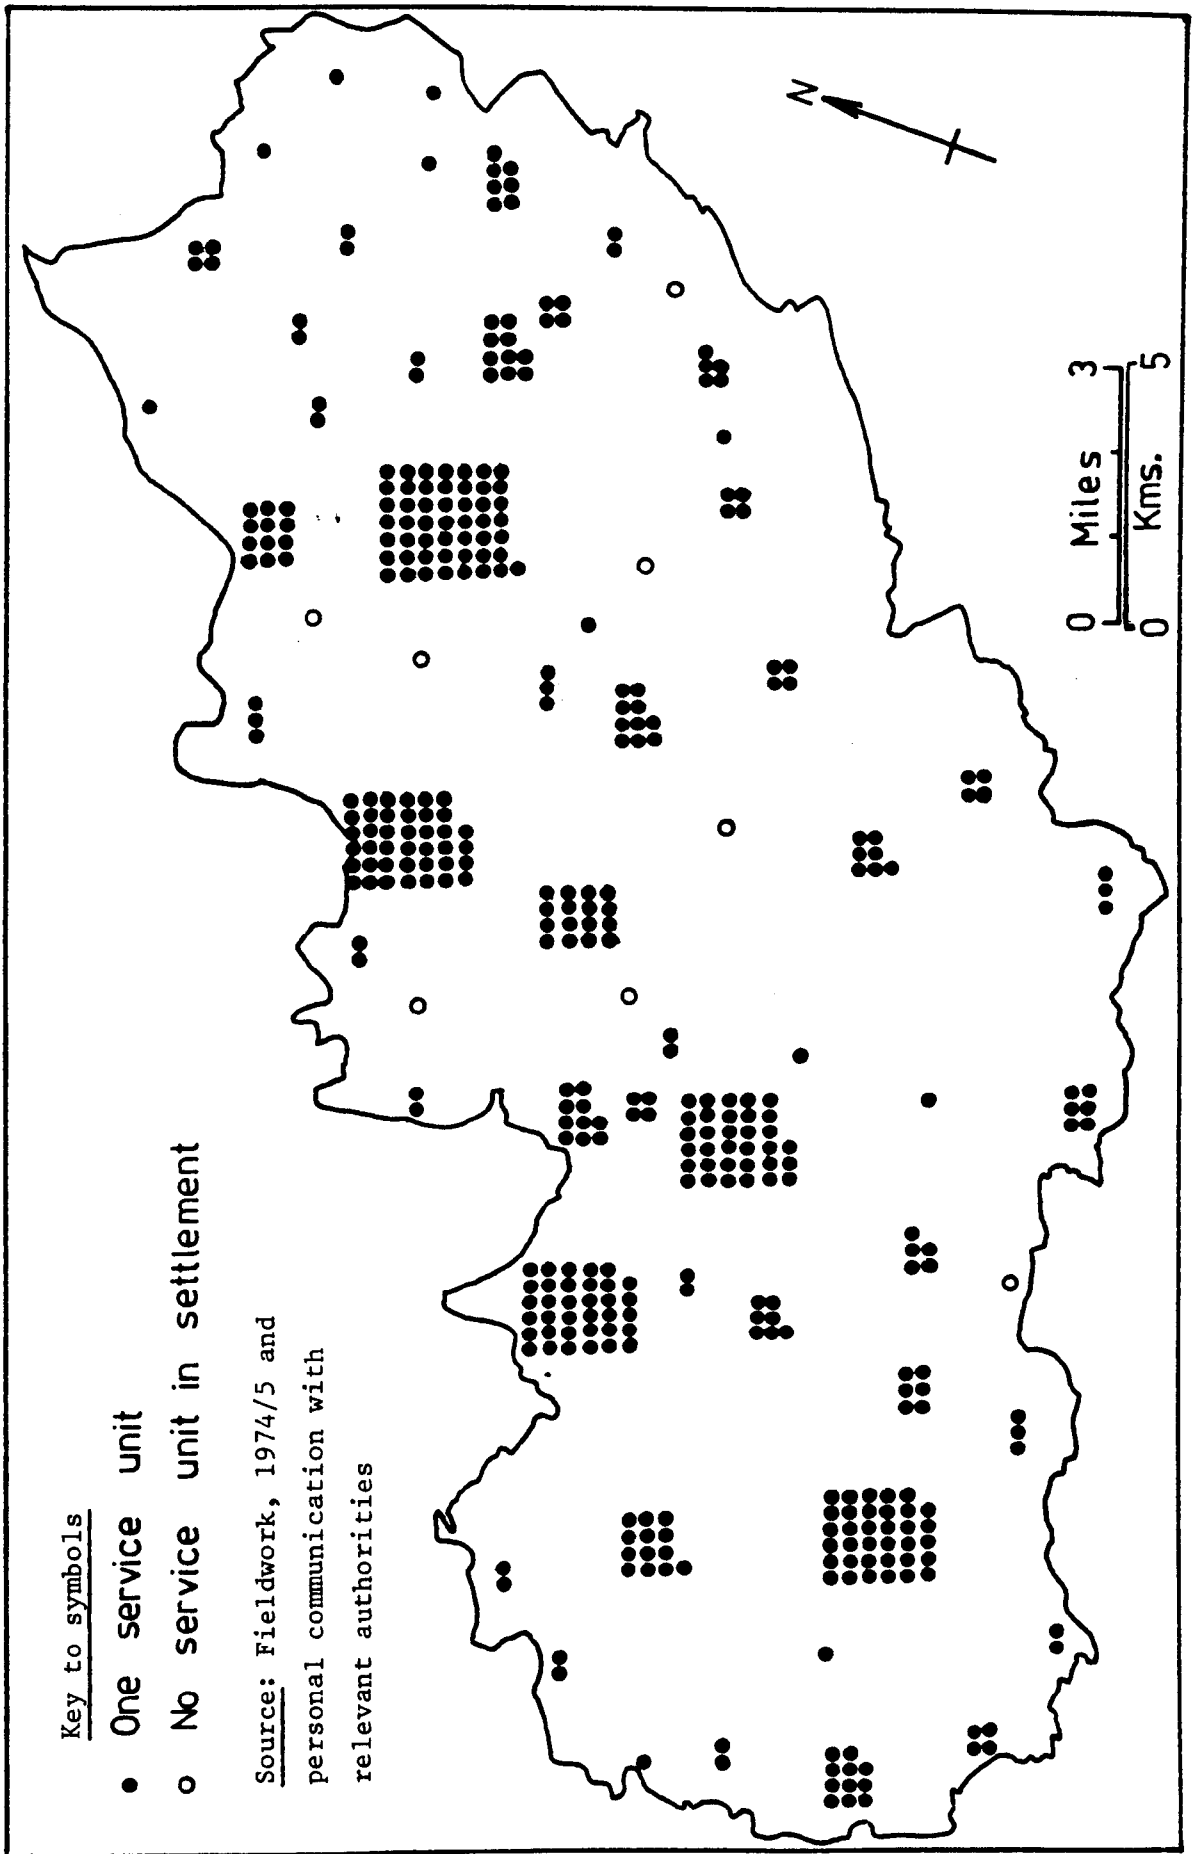 Key to symbols
One service unit
No service unit in settlement
Source: Fieldwork, 1974/5 and
personal communication with
relevant authorities
N
0 Miles 3
0 Kms. 5